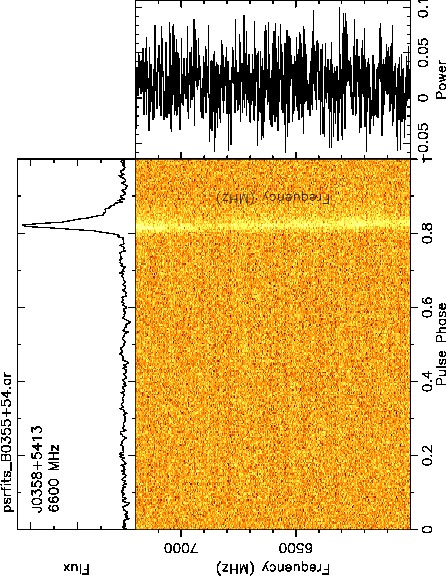 psrfits_B0355+54.ar
J0358+5413
6600 MHz
Flux
0.05 0 0.05 0.1
Power
Frequency (MHz)
0 0.2 0.4 0.6 0.8 1
Pulse Phase
7000 6500
Frequency (MHz)